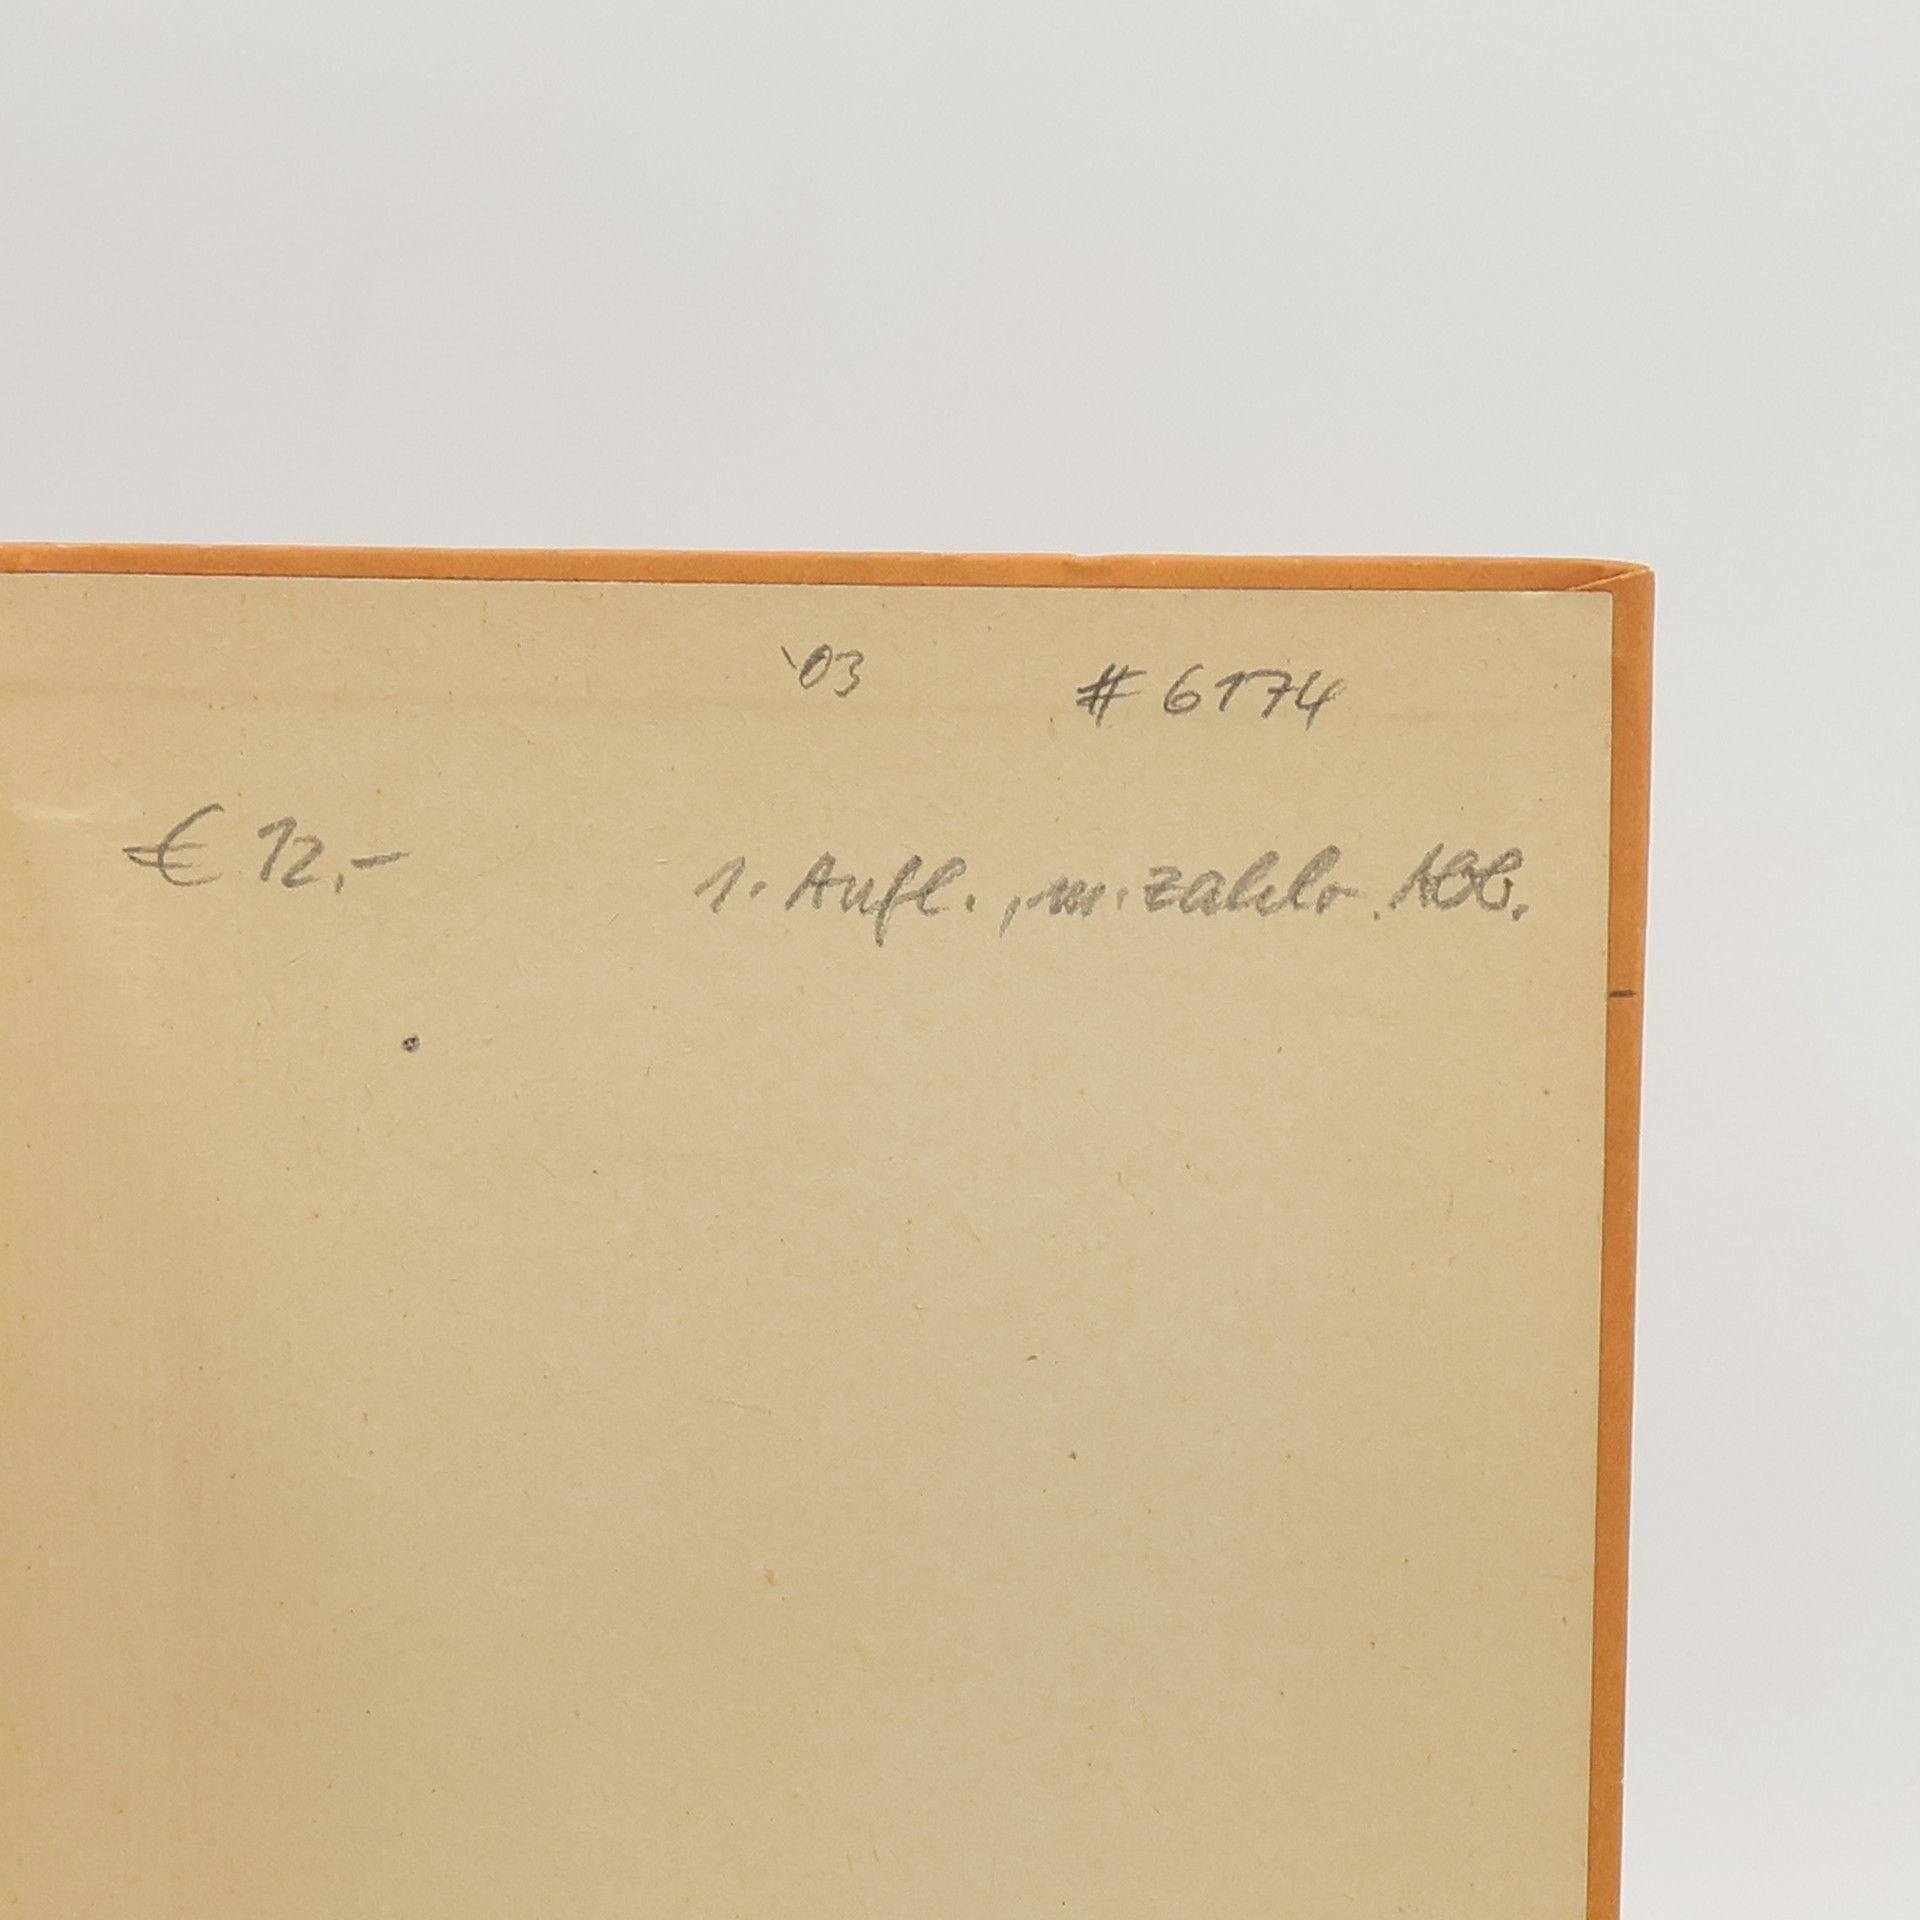 '03 # 6174
€ 12,- 1. Aufl., m. zahlr. Abb.